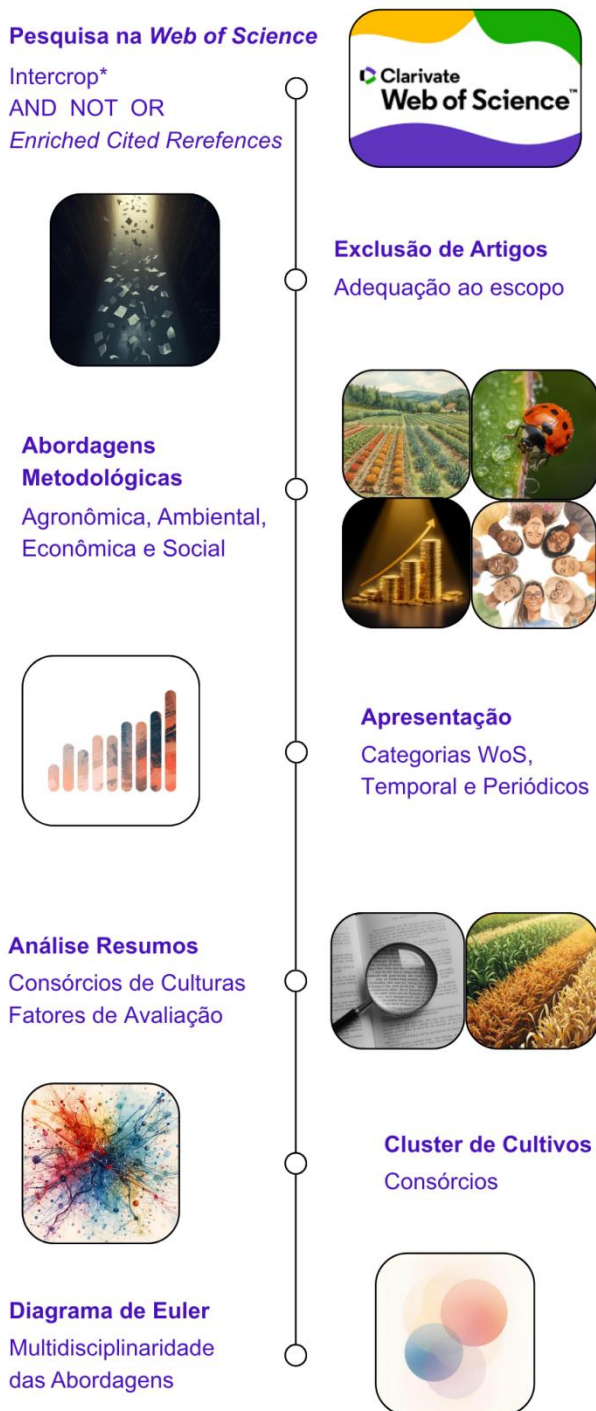 Pesquisa na Web of Science
Intercrop*
AND NOT OR
Enriched Cited Rerefences
Clarivate
Web of Science™
Exclusão de Artigos
Adequação ao escopo
Abordagens
Metodológicas
Agronômica, Ambiental,
Econômica e Social
Apresentação
Categorias WoS,
Temporal e Periódicos
Análise Resumos
Consórcios de Culturas
Fatores de Avaliação
Cluster de Cultivos
Consórcios
Diagrama de Euler
Multidisciplinaridade
das Abordagens